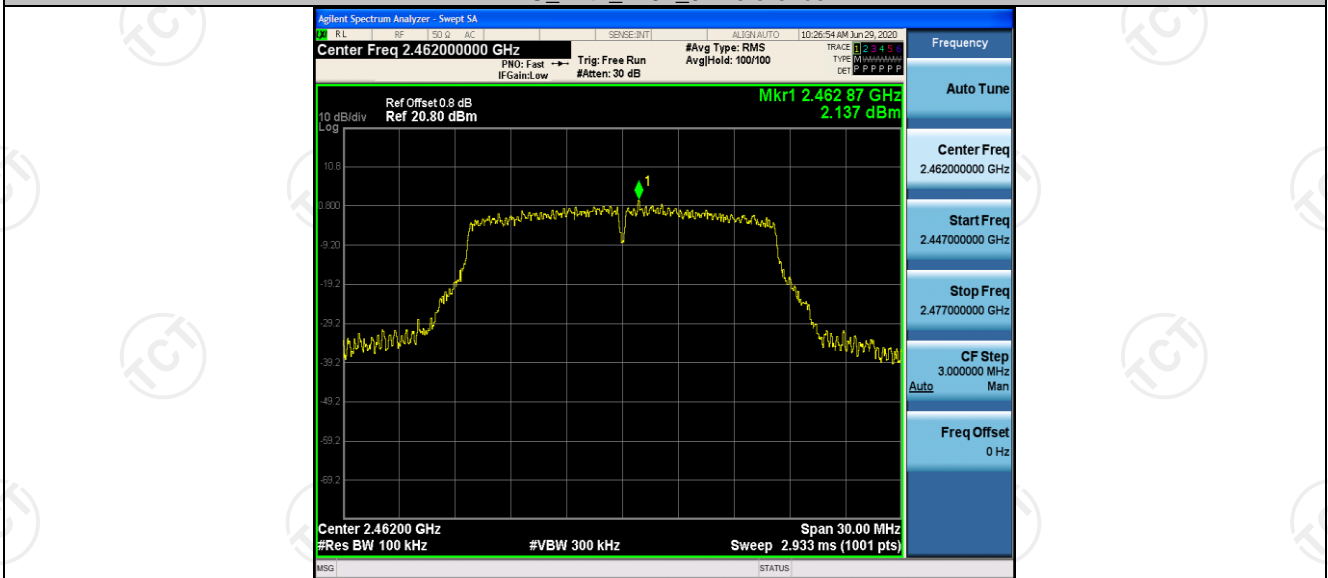 Agilent Spectrum Analyzer - Swept SA
RL RF 50 Ω AC SENSE:INT ALIGN AUTO 10:26:54 AM Jun 29, 2020
Center Freq 2.462000000 GHz
PNO: Fast
IFGain:Low
Trig: Free Run
#Atten: 30 dB
#Avg Type: RMS
Avg|Hold: 100/100
TRACE 1 2 3 4 5 6
TYPE M
DET P P P P P P
Mkr1 2.462 87 GHz
2.137 dBm
Ref Offset 0.8 dB
10 dB/div Ref 20.80 dBm
Log
10.8
0.800
-9.20
-19.2
-29.2
-39.2
-49.2
-59.2
-69.2
1
Center 2.46200 GHz Span 30.00 MHz
#Res BW 100 kHz #VBW 300 kHz Sweep 2.933 ms (1001 pts)
MSG STATUS
Frequency
Auto Tune
Center Freq
2.462000000 GHz
Start Freq
2.447000000 GHz
Stop Freq
2.477000000 GHz
CF Step
3.000000 MHz
Auto Man
Freq Offset
0 Hz
TCT
TCT
TCT
TCT